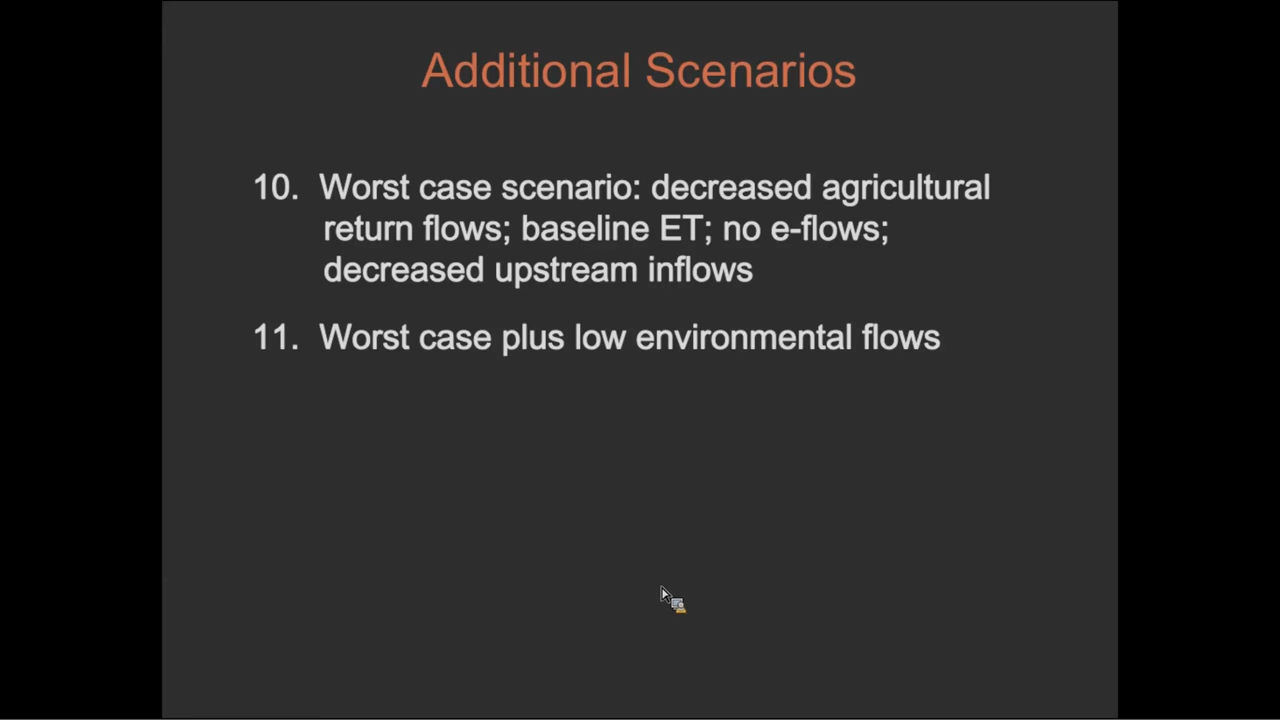 Additional Scenarios
10. Worst case scenario: decreased agricultural
return flows; baseline ET; no e-flows;
decreased upstream inflows
11. Worst case plus low environmental flows